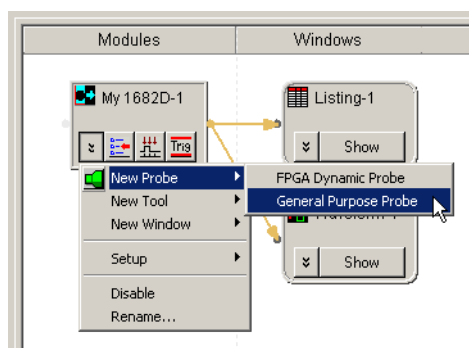 Modules Windows
My 1682D-1 Listing-1
Trig Show
New Probe FPGA Dynamic Probe
New Tool General Purpose Probe
New Window
Setup Show
Disable
Rename...